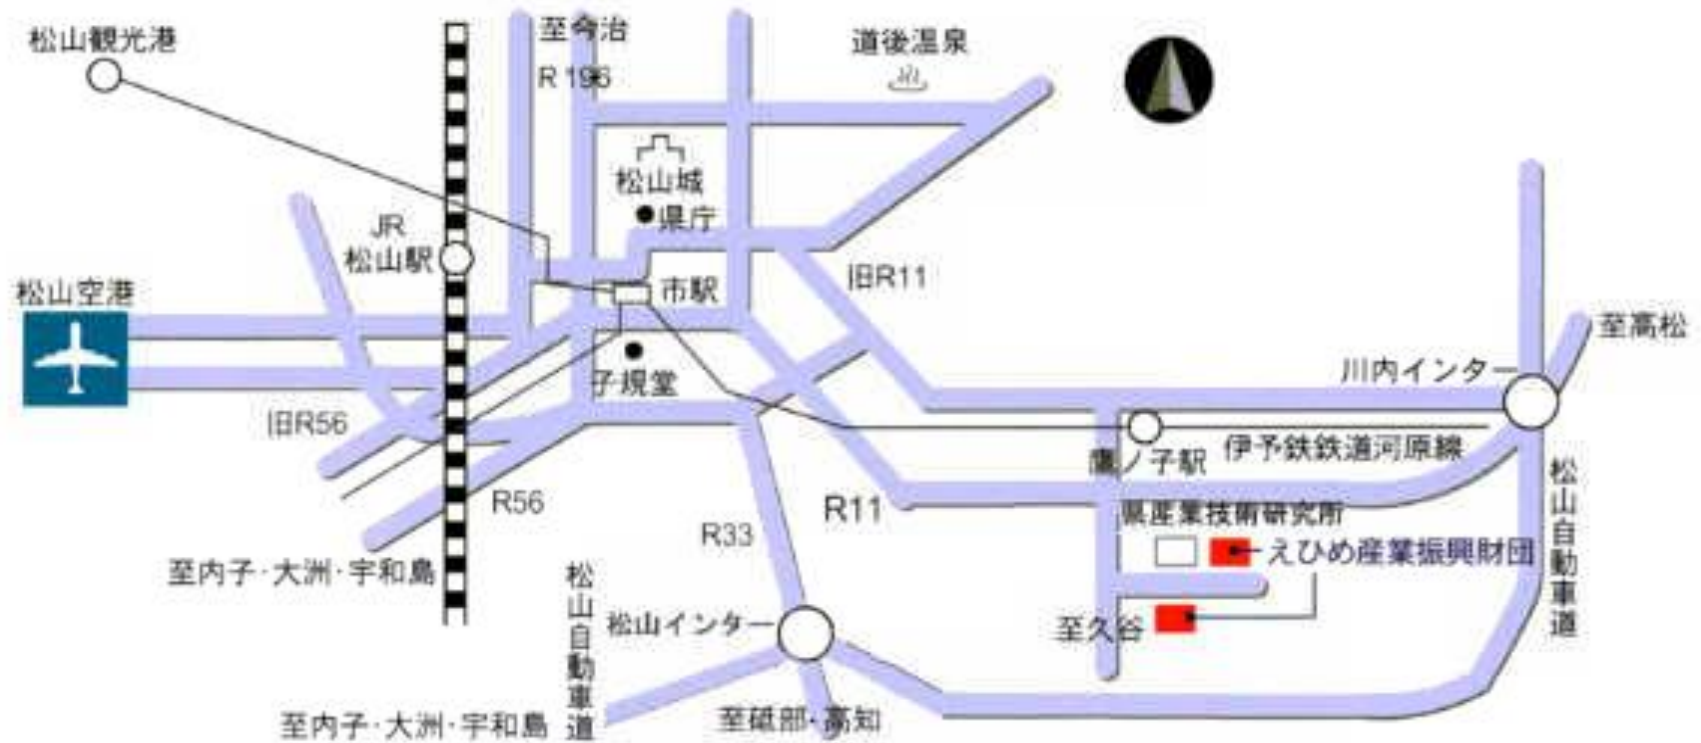 松山観光港
至今治
R 196
道後温泉
松山城
県庁
JR
松山駅
松山空港
市駅
旧R11
至高松
川内インター
子規堂
旧R56
鷹ノ子駅
伊予鉄鉄道河原線
R56
R33
R11
県産業技術研究所
えひめ産業振興財団
松山自動車道
至内子・大洲・宇和島
松山自動車道
松山インター
至久谷
至内子・大洲・宇和島
至砥部・高知